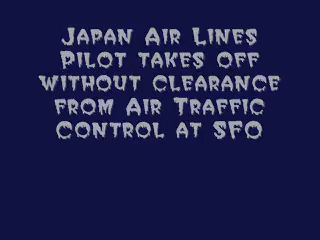 Japan Air Lines
Pilot takes off
without clearance
from Air Traffic
Control at SFO